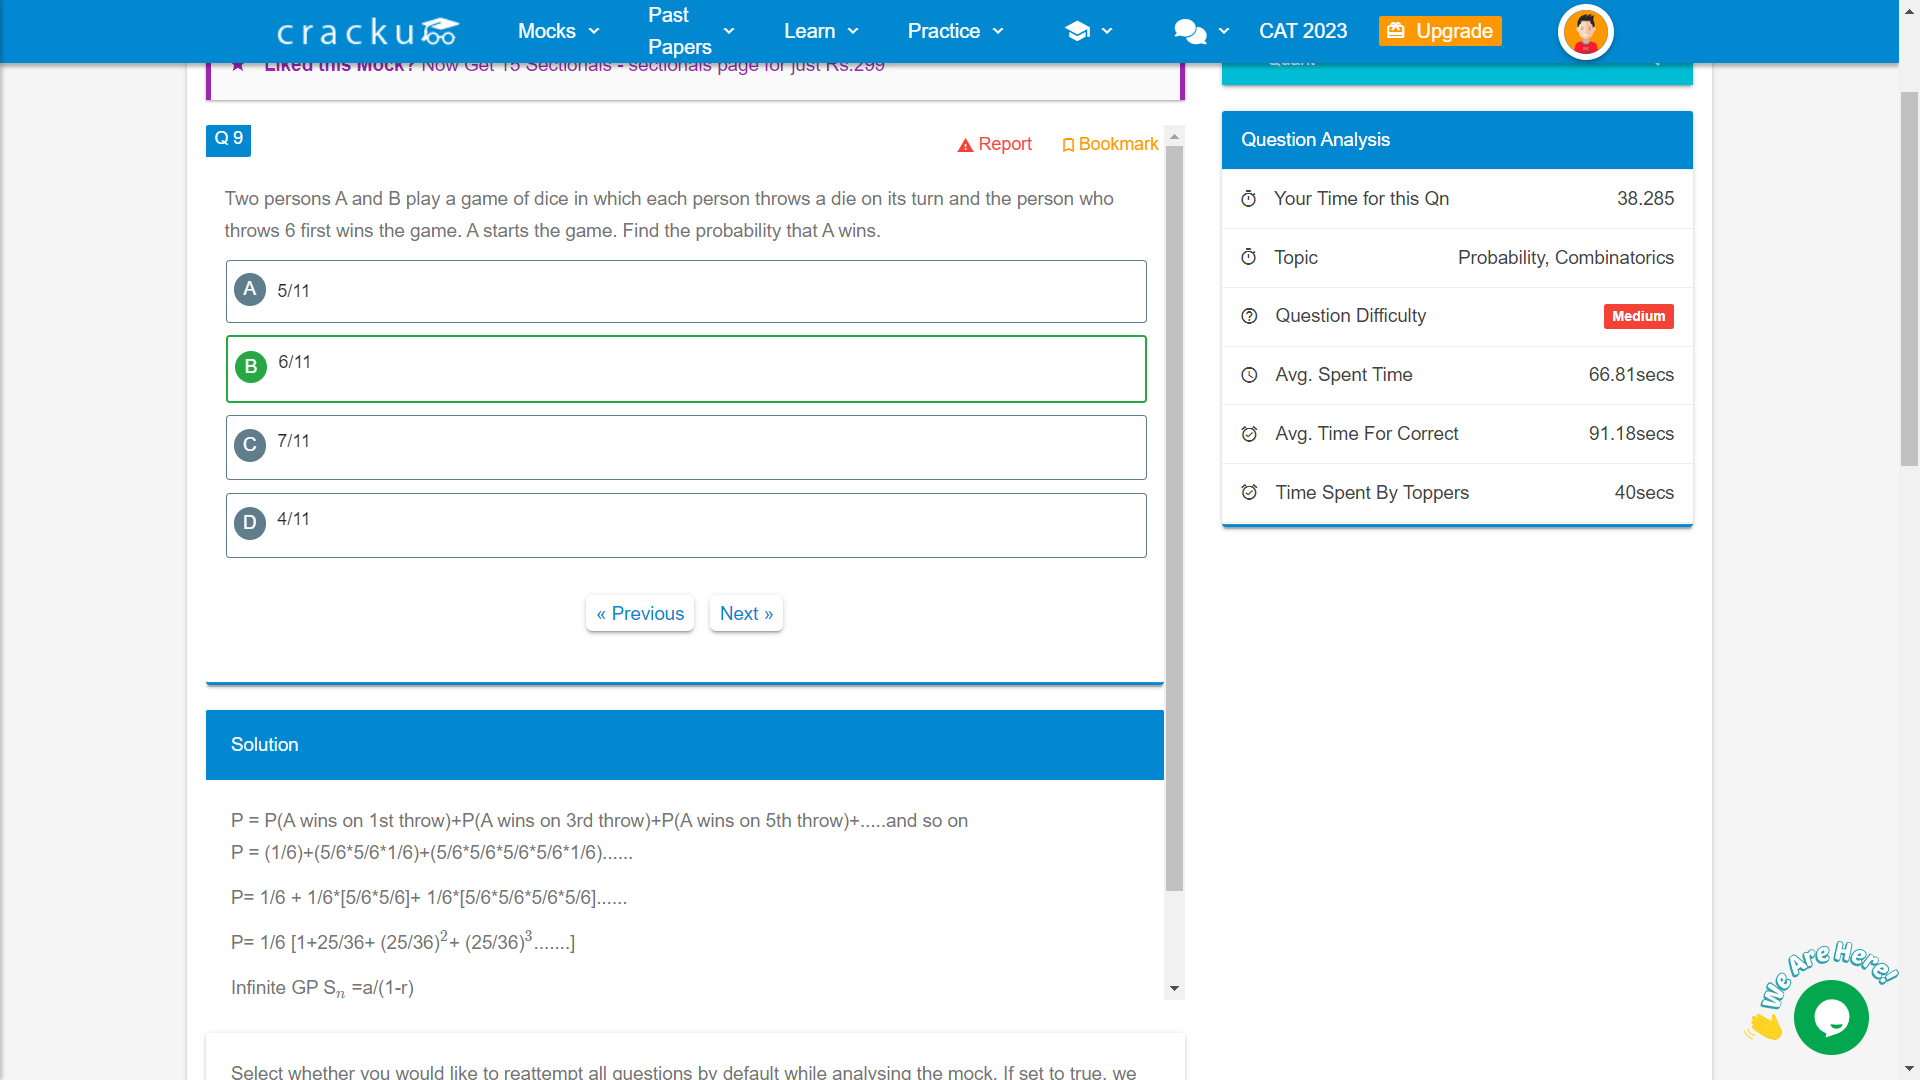 cracku
Mocks
Past Papers
Learn
Practice
CAT 2023
Upgrade
Liked this Mock? Now Get 15 Sectionals - sectionals page for just Rs.299
Quant
Q 9
Report
Bookmark
Two persons A and B play a game of dice in which each person throws a die on its turn and the person who
throws 6 first wins the game. A starts the game. Find the probability that A wins.
A 5/11
B 6/11
C 7/11
D 4/11
« Previous
Next »
Solution
P = P(A wins on 1st throw)+P(A wins on 3rd throw)+P(A wins on 5th throw)+.....and so on
P = (1/6)+(5/6*5/6*1/6)+(5/6*5/6*5/6*5/6*1/6)......
P= 1/6 + 1/6*[5/6*5/6]+ 1/6*[5/6*5/6*5/6*5/6]......
P= 1/6 [1+25/36+ (25/36)²+ (25/36)³.......]
Infinite GP Sₙ =a/(1-r)
Select whether you would like to reattempt all questions by default while analysing the mock. If set to true, we
Question Analysis
Your Time for this Qn 38.285
Topic Probability, Combinatorics
Question Difficulty Medium
Avg. Spent Time 66.81secs
Avg. Time For Correct 91.18secs
Time Spent By Toppers 40secs
We Are Here!